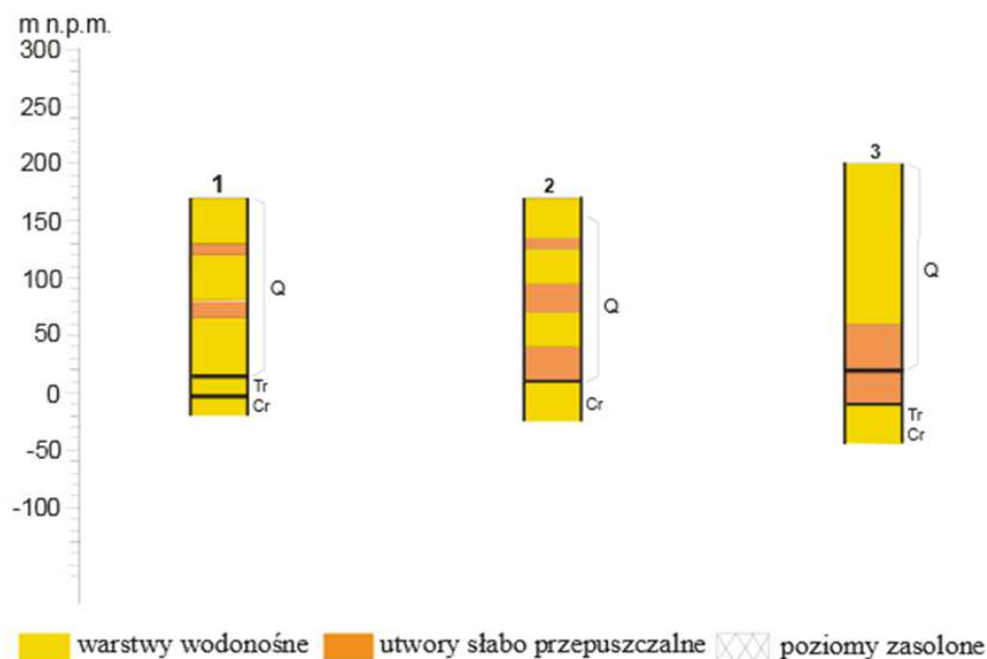 m n.p.m.
300
250
200
150
100
50
0
-50
-100
1
Q
Tr
Cr
2
Q
Cr
3
Q
Tr
Cr
warstwy wodonośne utwory słabo przepuszczalne poziomy zasolone